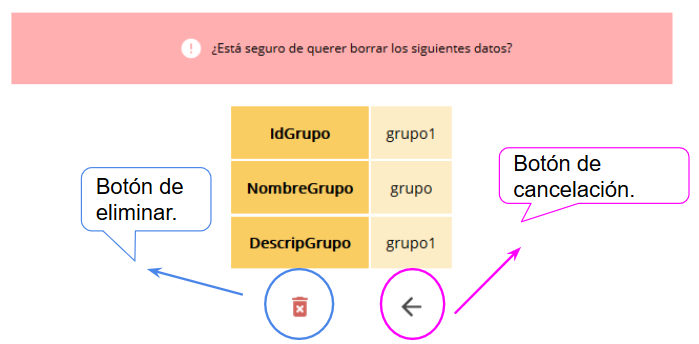 ¿Está seguro de querer borrar los siguientes datos?
IdGrupo grupo1
NombreGrupo grupo
DescripGrupo grupo1
Botón de
eliminar.
Botón de
cancelación.